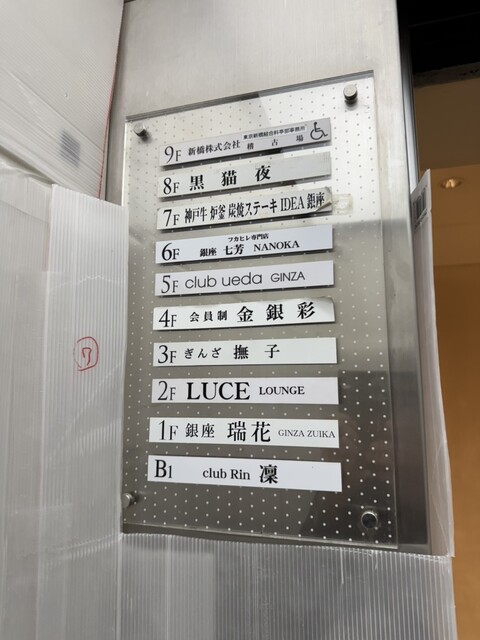 東京新橋組合料亭部事務所
9F 新橋株式会社 稽古場
8F 黒猫夜
7F 神戸牛 炉釜 炭焼ステーキ IDEA 銀座
フカヒレ専門店
6F 銀座 七芳 NANOKA
5F club ueda GINZA
4F 会員制 金銀彩
3F ぎんざ 撫子
2F LUCE LOUNGE
1F 銀座 瑞花 GINZA ZUIKA
B1 club Rin 凜
7